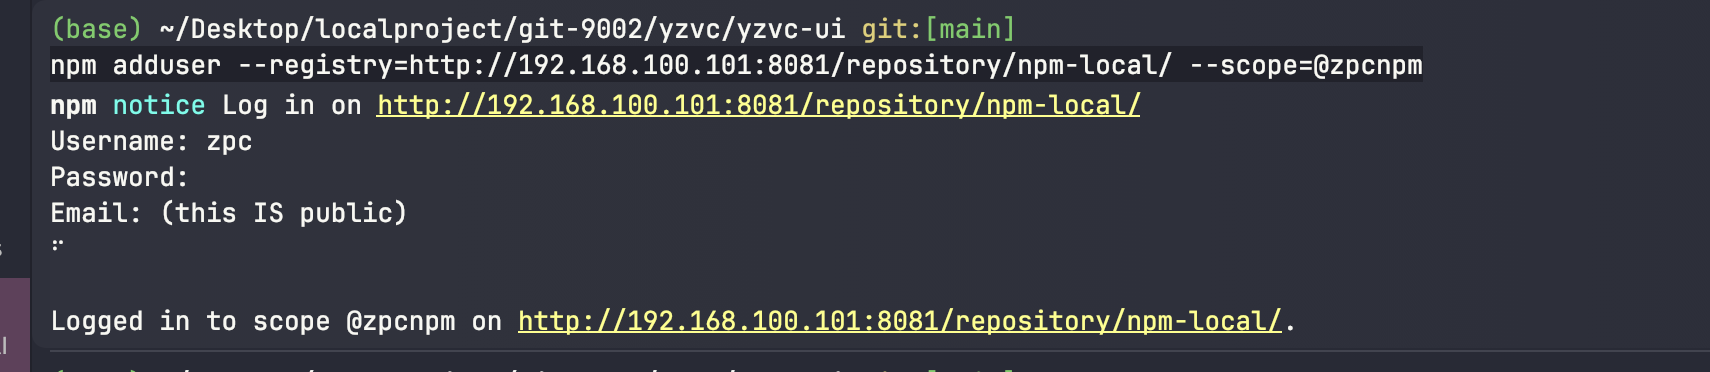 (base) ~/Desktop/localproject/git-9002/yzvc/yzvc-ui git:[main]
npm adduser --registry=http://192.168.100.101:8081/repository/npm-local/ --scope=@zpcnpm
npm notice Log in on http://192.168.100.101:8081/repository/npm-local/
Username: zpc
Password:
Email: (this IS public)
Logged in to scope @zpcnpm on http://192.168.100.101:8081/repository/npm-local/.